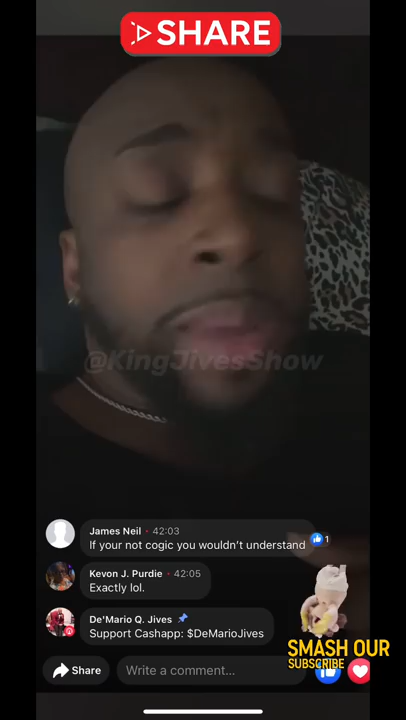 SHARE
@KingJivesShow
James Neil • 42:03
If your not cogic you wouldn't understand
1
Kevon J. Purdie • 42:05
Exactly lol.
De'Mario Q. Jives
Support Cashapp: $DeMarioJives
SMASH OUR
SUBSCRIBE
Share
Write a comment...